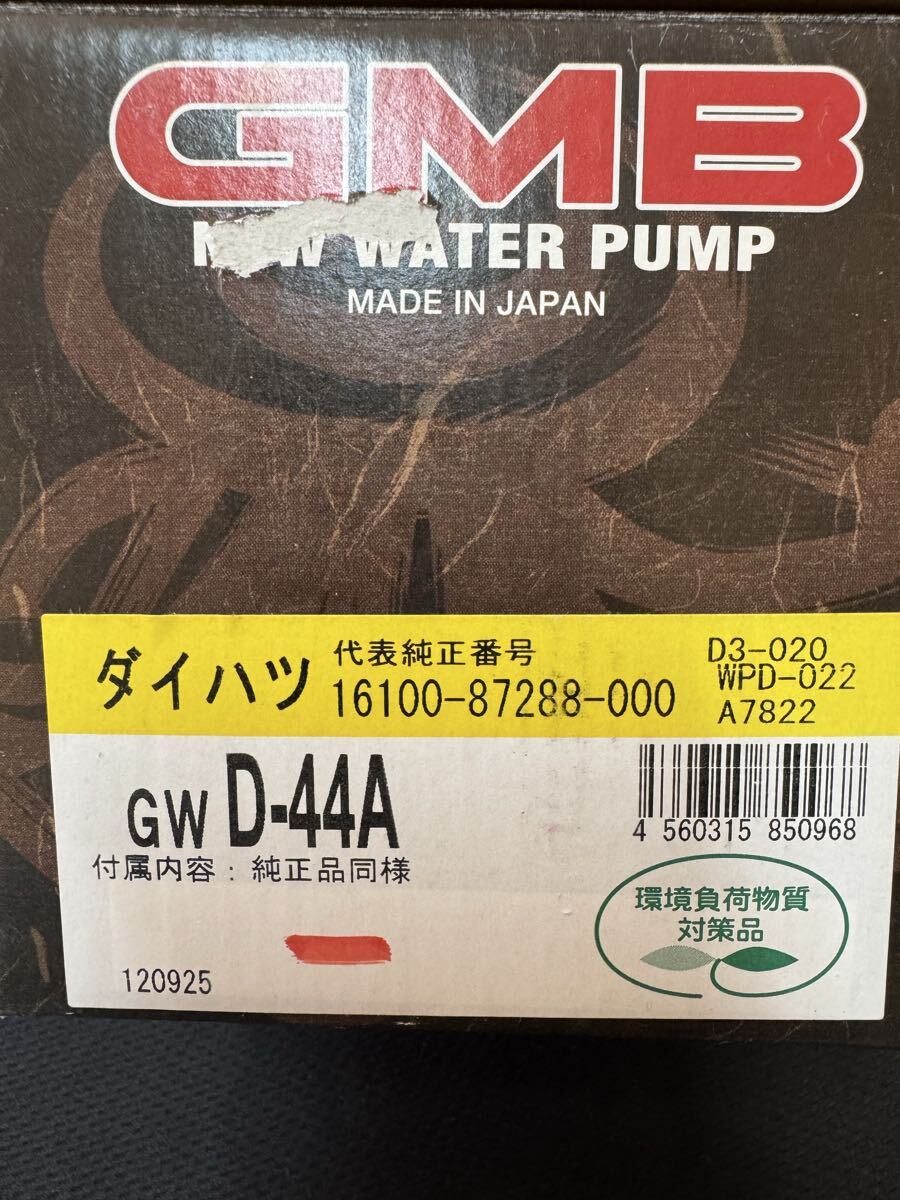 GMB
WATER PUMP
MADE IN JAPAN
ダイハツ
代表純正番号
16100-87288-000
D3-020
WPD-022
A7822
GW D-44A
付属内容：純正品同様
4 560315 850968
環境負荷物質
対策品
120925